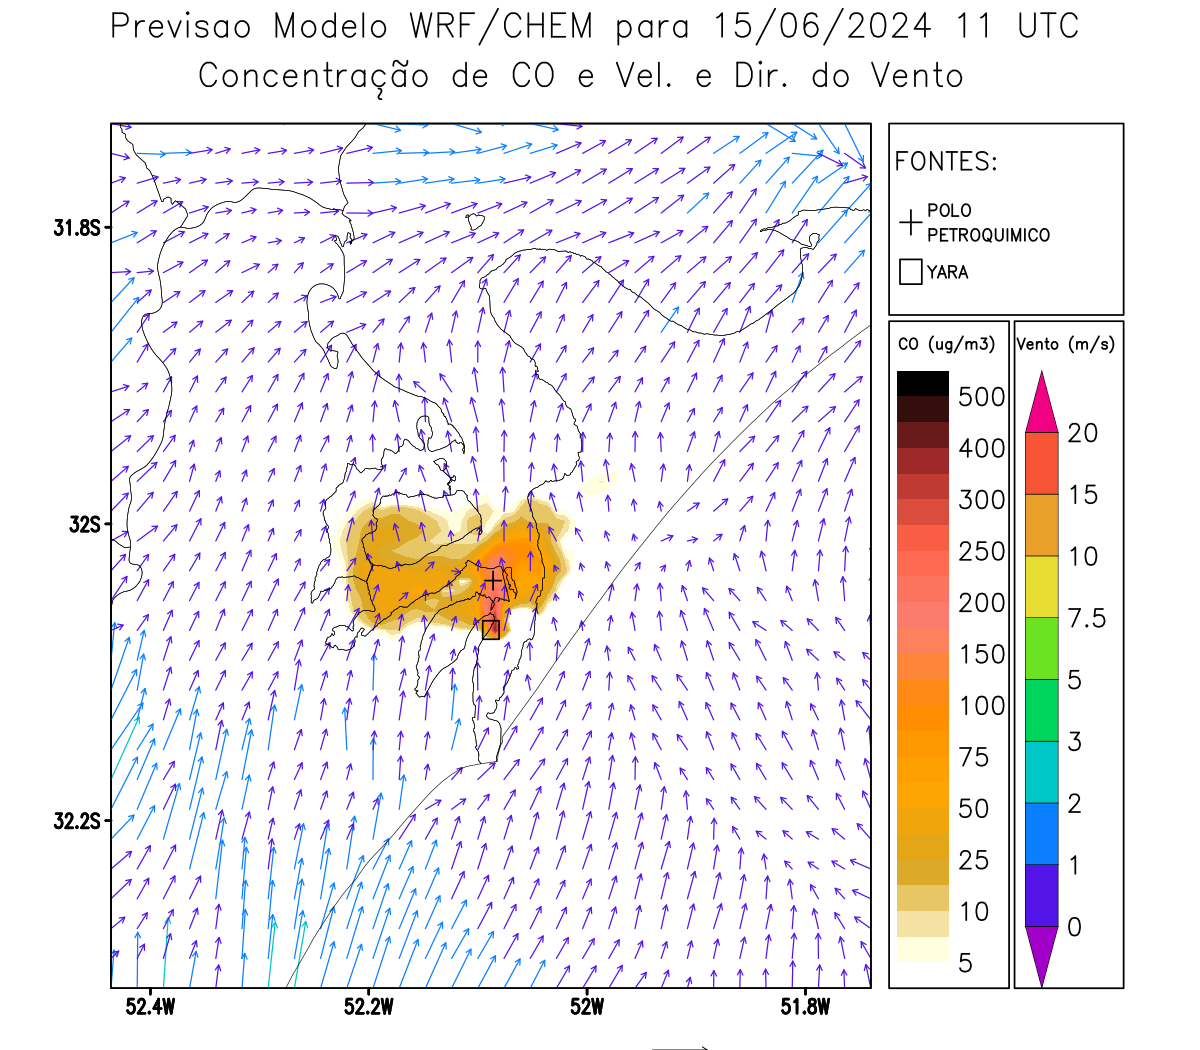 Previsao Modelo WRF/CHEM para 15/06/2024 11 UTC
Concentração de CO e Vel. e Dir. do Vento
FONTES:
POLO
PETROQUIMICO
YARA
CO (ug/m3)
500
400
300
250
200
150
100
75
50
25
10
5
Vento (m/s)
20
15
10
7.5
5
3
2
1
0
31.8S
32S
32.2S
52.4W
52.2W
52W
51.8W